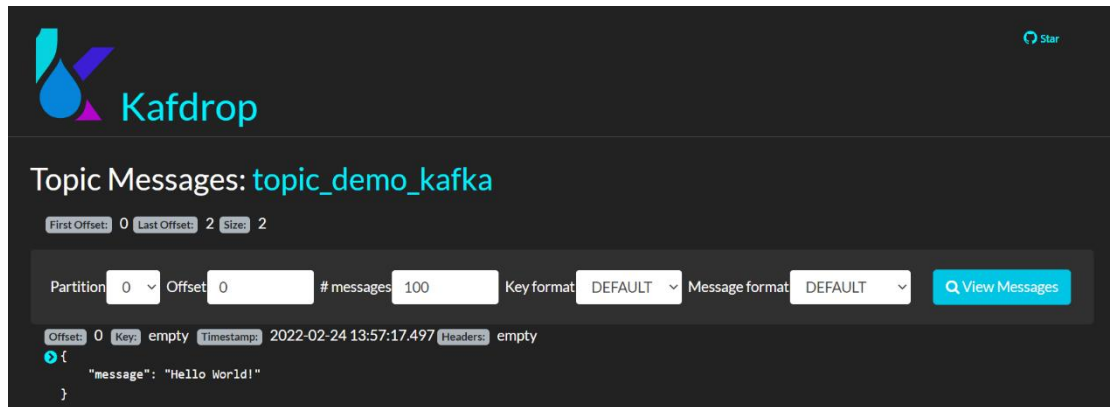 Star
Kafdrop
Topic Messages: topic_demo_kafka
First Offset: 0 Last Offset: 2 Size: 2
Partition 0 Offset 0 # messages 100 Key format DEFAULT Message format DEFAULT View Messages
Offset: 0 Key: empty Timestamp: 2022-02-24 13:57:17.497 Headers: empty
{
"message": "Hello World!"
}